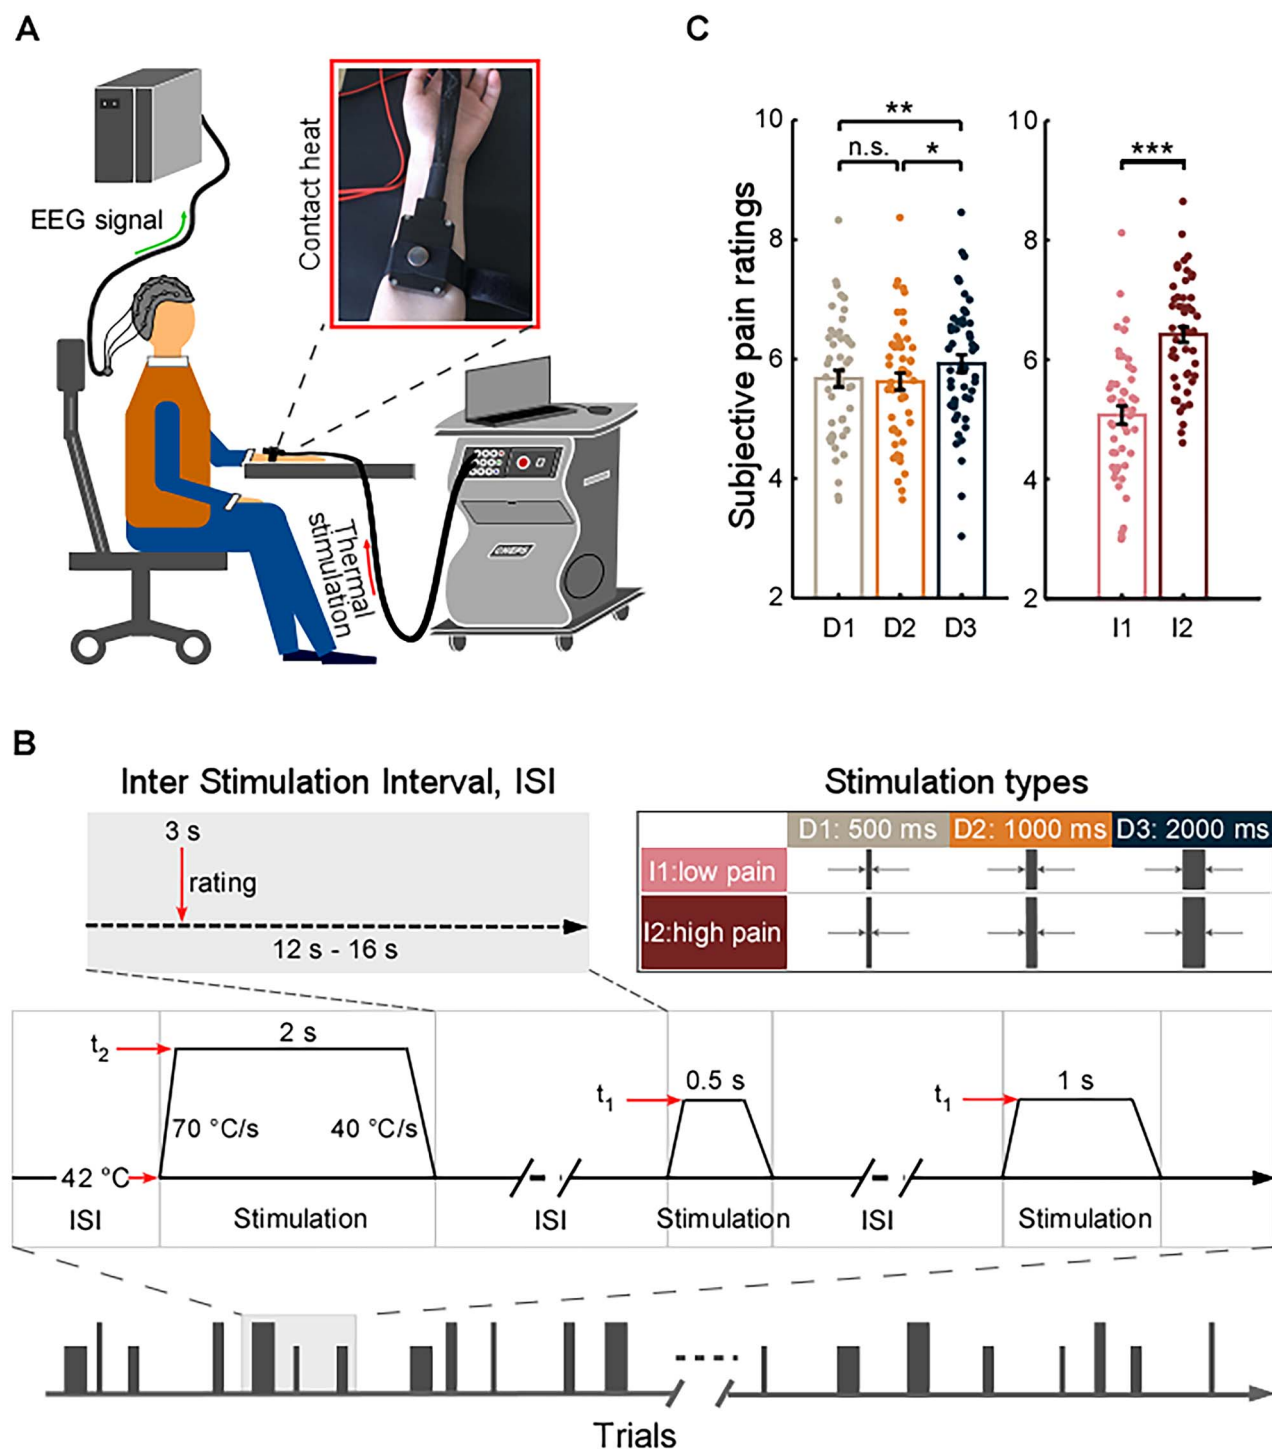 A
EEG signal
Contact heat
Thermal
stimulation
CHEPS
C
Subjective pain ratings
10
8
6
4
2
**
n.s.
*
D1 D2 D3
10
8
6
4
2
***
I1 I2
B
Inter Stimulation Interval, ISI
3 s
rating
12 s - 16 s
Stimulation types
D1: 500 ms D2: 1000 ms D3: 2000 ms
I1:low pain
I2:high pain
t2 2 s
70 °C/s 40 °C/s
42 °C
t1 0.5 s
t1 1 s
ISI Stimulation ISI Stimulation ISI Stimulation
Trials